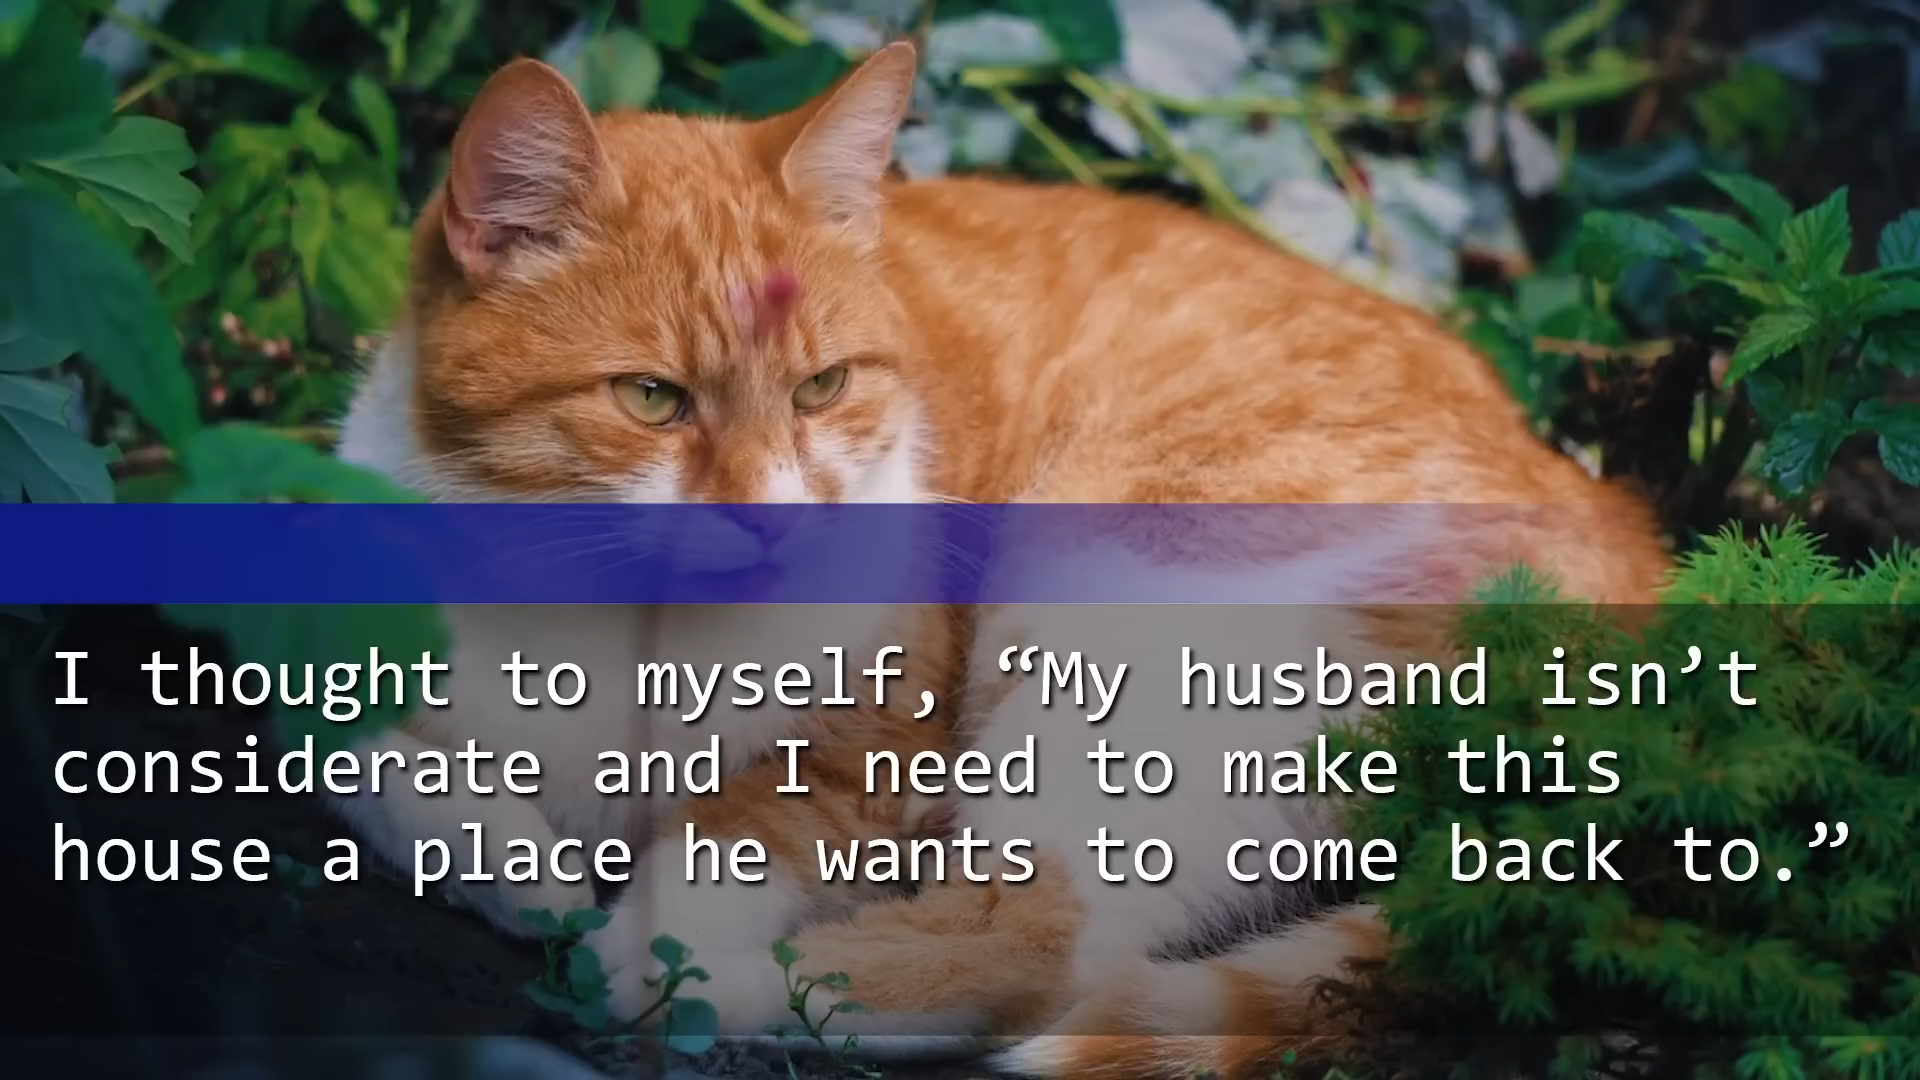 I thought to myself, “My husband isn’t
considerate and I need to make this
house a place he wants to come back to.”